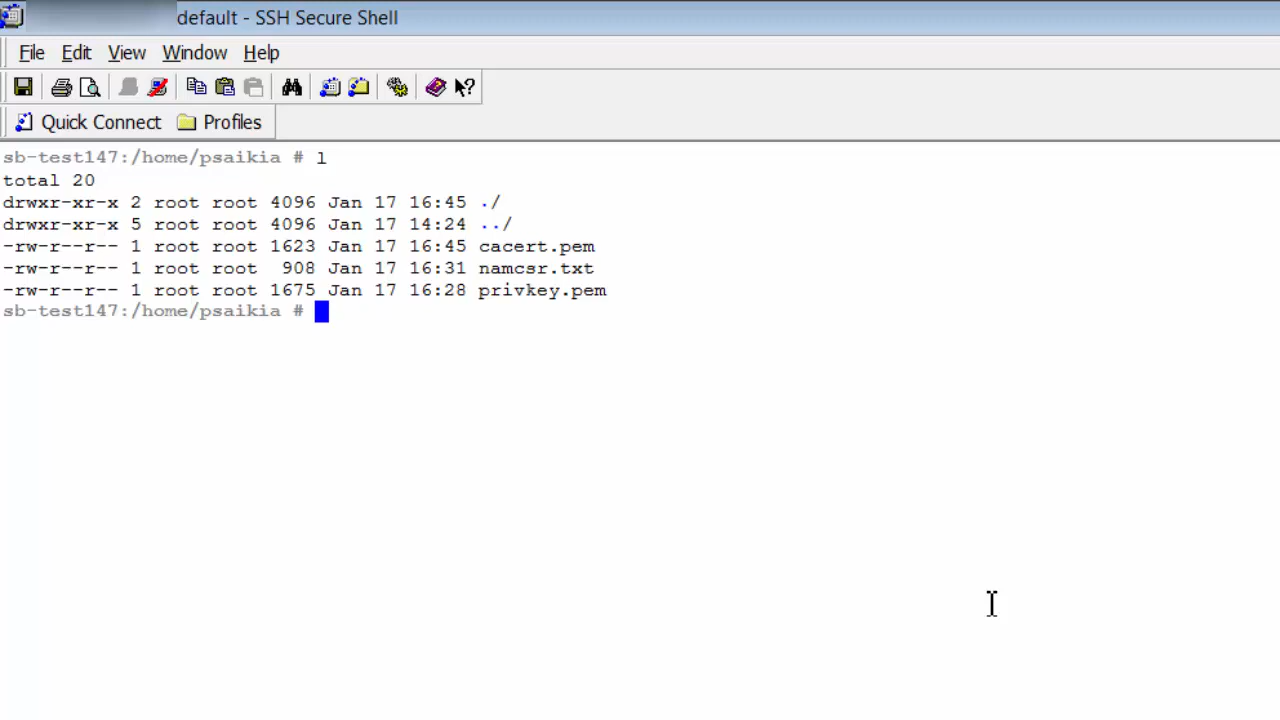 default - SSH Secure Shell
File Edit View Window Help
Quick Connect Profiles
sb-test147:/home/psaikia # l
total 20
drwxr-xr-x 2 root root 4096 Jan 17 16:45 ./
drwxr-xr-x 5 root root 4096 Jan 17 14:24 ../
-rw-r--r-- 1 root root 1623 Jan 17 16:45 cacert.pem
-rw-r--r-- 1 root root  908 Jan 17 16:31 namcsr.txt
-rw-r--r-- 1 root root 1675 Jan 17 16:28 privkey.pem
sb-test147:/home/psaikia #